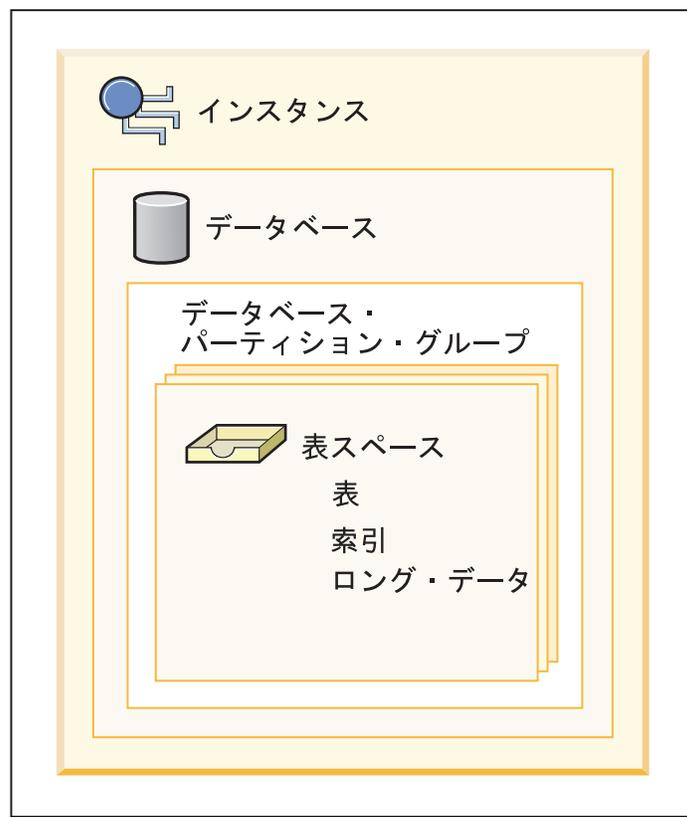 インスタンス
データベース
データベース・
パーティション・グループ
表スペース
表
索引
ロング・データ